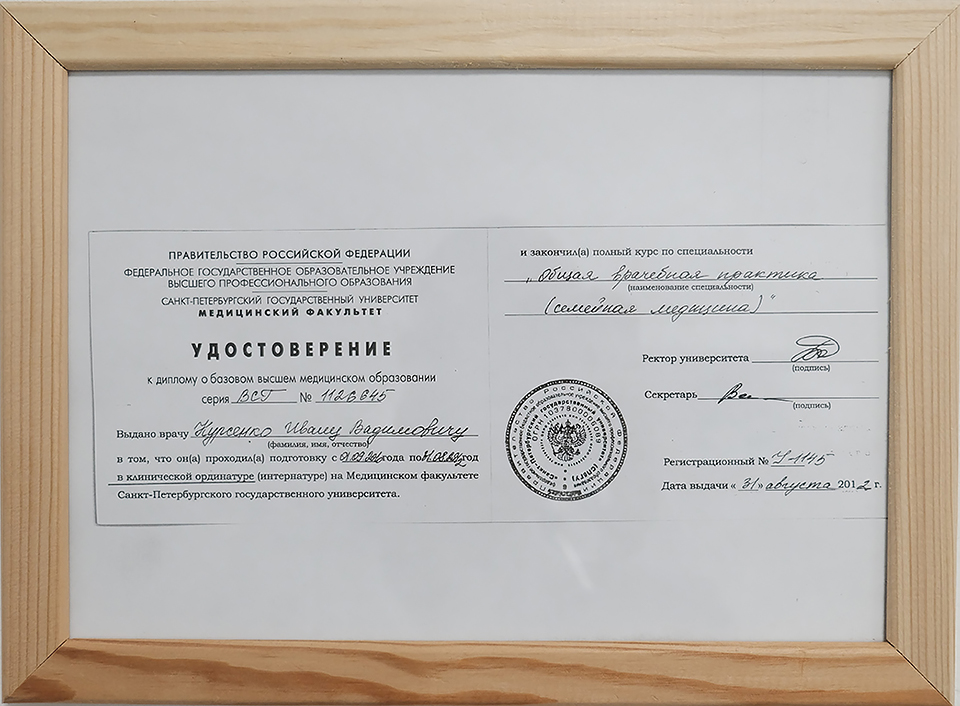 ПРАВИТЕЛЬСТВО РОССИЙСКОЙ ФЕДЕРАЦИИ
ФЕДЕРАЛЬНОЕ ГОСУДАРСТВЕННОЕ ОБРАЗОВАТЕЛЬНОЕ УЧРЕЖДЕНИЕ
ВЫСШЕГО ПРОФЕССИОНАЛЬНОГО ОБРАЗОВАНИЯ
САНКТ-ПЕТЕРБУРГСКИЙ ГОСУДАРСТВЕННЫЙ УНИВЕРСИТЕТ
МЕДИЦИНСКИЙ ФАКУЛЬТЕТ
УДОСТОВЕРЕНИЕ
к диплому о базовом высшем медицинском образовании
серия ВСГ № 1126645
Выдано врачу Курсенко Ивану Вадимовичу
(фамилия, имя, отчество)
в том, что он(а) проходил(а) подготовку с года по год
в клинической ординатуре (интернатуре) на Медицинском факультете
Санкт-Петербургского государственного университета.
и закончил(а) полный курс по специальности
„Общая врачебная практика
(наименование специальности)
(семейная медицина)"
Ректор университета
(подпись)
Секретарь
(подпись)
Регистрационный № У-1145
Дата выдачи « 31 » августа 2012 г.